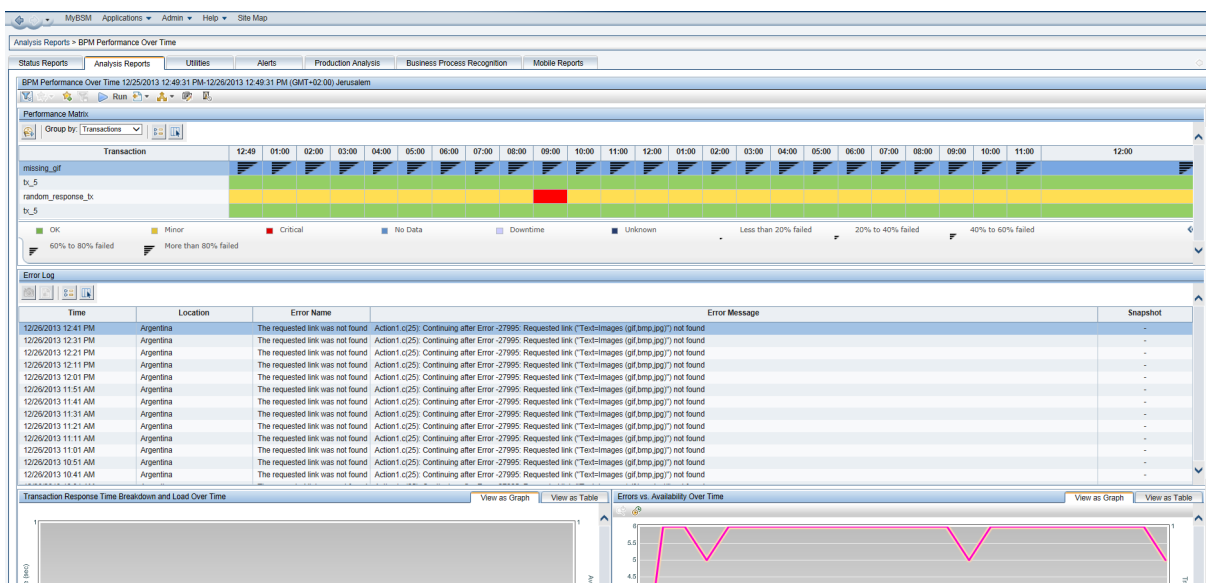 MyBSM Applications Admin Help Site Map
Analysis Reports > BPM Performance Over Time
Status Reports Analysis Reports Utilities Alerts Production Analysis Business Process Recognition Mobile Reports
BPM Performance Over Time 12/25/2013 12:49:31 PM-12/26/2013 12:49:31 PM (GMT+02:00) Jerusalem
Run
Performance Matrix
Group by: Transactions
Transaction 12:49 01:00 02:00 03:00 04:00 05:00 06:00 07:00 08:00 09:00 10:00 11:00 12:00 01:00 02:00 03:00 04:00 05:00 06:00 07:00 08:00 09:00 10:00 11:00 12:00
missing_gif
tx_5
random_response_tx
tx_5
OK Minor Critical No Data Downtime Unknown Less than 20% failed 20% to 40% failed 40% to 60% failed
60% to 80% failed More than 80% failed
Error Log
Time Location Error Name Error Message Snapshot
12/26/2013 12:41 PM Argentina The requested link was not found Action1.c(25): Continuing after Error -27995: Requested link ("Text=Images (gif,bmp,jpg)") not found -
12/26/2013 12:31 PM Argentina The requested link was not found Action1.c(25): Continuing after Error -27995: Requested link ("Text=Images (gif,bmp,jpg)") not found -
12/26/2013 12:21 PM Argentina The requested link was not found Action1.c(25): Continuing after Error -27995: Requested link ("Text=Images (gif,bmp,jpg)") not found -
12/26/2013 12:11 PM Argentina The requested link was not found Action1.c(25): Continuing after Error -27995: Requested link ("Text=Images (gif,bmp,jpg)") not found -
12/26/2013 12:01 PM Argentina The requested link was not found Action1.c(25): Continuing after Error -27995: Requested link ("Text=Images (gif,bmp,jpg)") not found -
12/26/2013 11:51 AM Argentina The requested link was not found Action1.c(25): Continuing after Error -27995: Requested link ("Text=Images (gif,bmp,jpg)") not found -
12/26/2013 11:41 AM Argentina The requested link was not found Action1.c(25): Continuing after Error -27995: Requested link ("Text=Images (gif,bmp,jpg)") not found -
12/26/2013 11:31 AM Argentina The requested link was not found Action1.c(25): Continuing after Error -27995: Requested link ("Text=Images (gif,bmp,jpg)") not found -
12/26/2013 11:21 AM Argentina The requested link was not found Action1.c(25): Continuing after Error -27995: Requested link ("Text=Images (gif,bmp,jpg)") not found -
12/26/2013 11:11 AM Argentina The requested link was not found Action1.c(25): Continuing after Error -27995: Requested link ("Text=Images (gif,bmp,jpg)") not found -
12/26/2013 11:01 AM Argentina The requested link was not found Action1.c(25): Continuing after Error -27995: Requested link ("Text=Images (gif,bmp,jpg)") not found -
12/26/2013 10:51 AM Argentina The requested link was not found Action1.c(25): Continuing after Error -27995: Requested link ("Text=Images (gif,bmp,jpg)") not found -
12/26/2013 10:41 AM Argentina The requested link was not found Action1.c(25): Continuing after Error -27995: Requested link ("Text=Images (gif,bmp,jpg)") not found -
Transaction Response Time Breakdown and Load Over Time View as Graph View as Table Errors vs. Availability Over Time View as Graph View as Table
1 1 6 1
5.5
5
4.5
(sec)